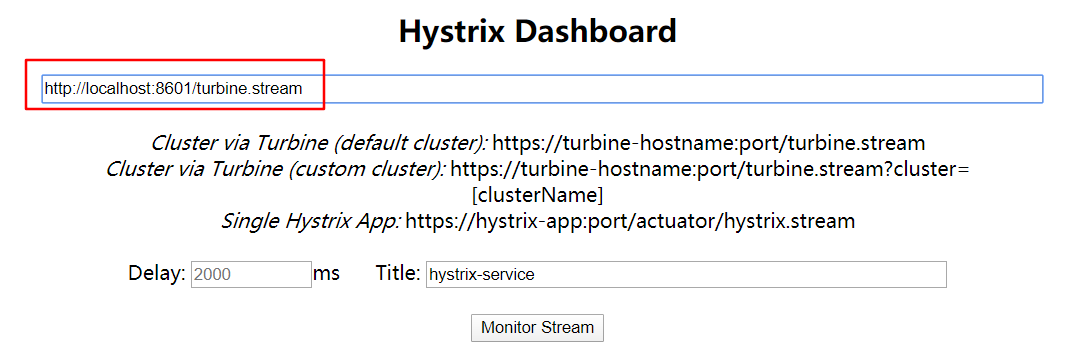 Hystrix Dashboard
http://localhost:8601/turbine.stream
Cluster via Turbine (default cluster): https://turbine-hostname:port/turbine.stream
Cluster via Turbine (custom cluster): https://turbine-hostname:port/turbine.stream?cluster=
[clusterName]
Single Hystrix App: https://hystrix-app:port/actuator/hystrix.stream
Delay: 2000 ms Title: hystrix-service
Monitor Stream